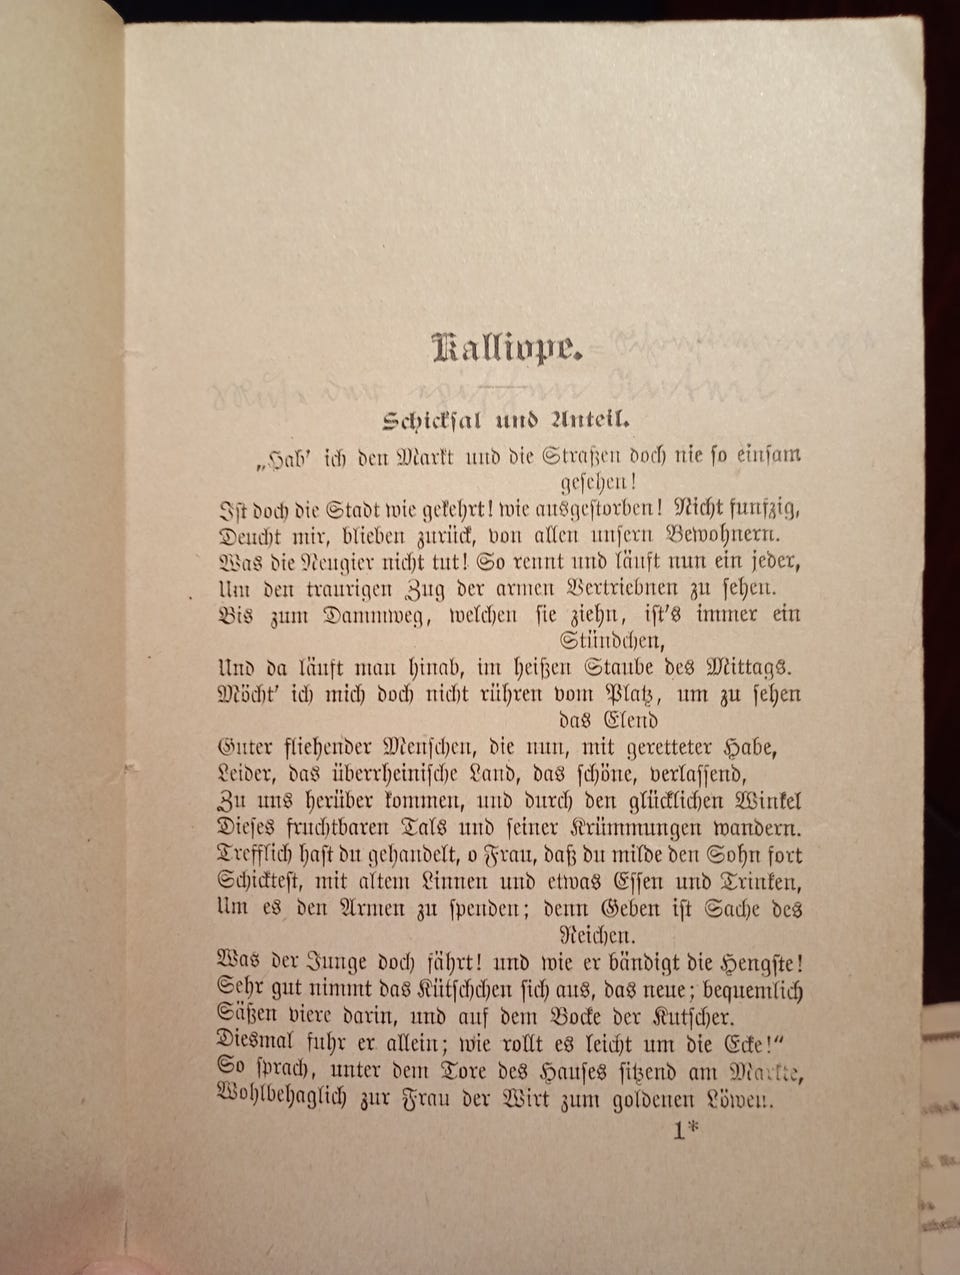 Kalliope.
Schicksal und Anteil.
„Hab' ich den Markt und die Straßen doch nie so einsam
gesehen!
Ist doch die Stadt wie gekehrt! wie ausgestorben! Nicht funfzig,
Deucht mir, blieben zurück, von allen unsern Bewohnern.
Was die Neugier nicht tut! So rennt und läuft nun ein jeder,
Um den traurigen Zug der armen Vertriebnen zu sehen.
Bis zum Dammweg, welchen sie ziehn, ist's immer ein
Stündchen,
Und da läuft man hinab, im heißen Staube des Mittags.
Möcht' ich mich doch nicht rühren vom Platz, um zu sehen
das Elend
Guter fliehender Menschen, die nun, mit geretteter Habe,
Leider, das überrheinische Land, das schöne, verlassend,
Zu uns herüber kommen, und durch den glücklichen Winkel
Dieses fruchtbaren Tals und seiner Krümmungen wandern.
Trefflich hast du gehandelt, o Frau, daß du milde den Sohn fort
Schicktest, mit altem Linnen und etwas Essen und Trinken,
Um es den Armen zu spenden; denn Geben ist Sache des
Reichen.
Was der Junge doch fährt! und wie er bändigt die Hengste!
Sehr gut nimmt das Kütschchen sich aus, das neue; bequemlich
Säßen viere darin, und auf dem Bocke der Kutscher.
Diesmal fuhr er allein; wie rollt es leicht um die Ecke!“
So sprach, unter dem Tore des Hauses sitzend am Markte,
Wohlbehaglich zur Frau der Wirt zum goldenen Löwen.
1*